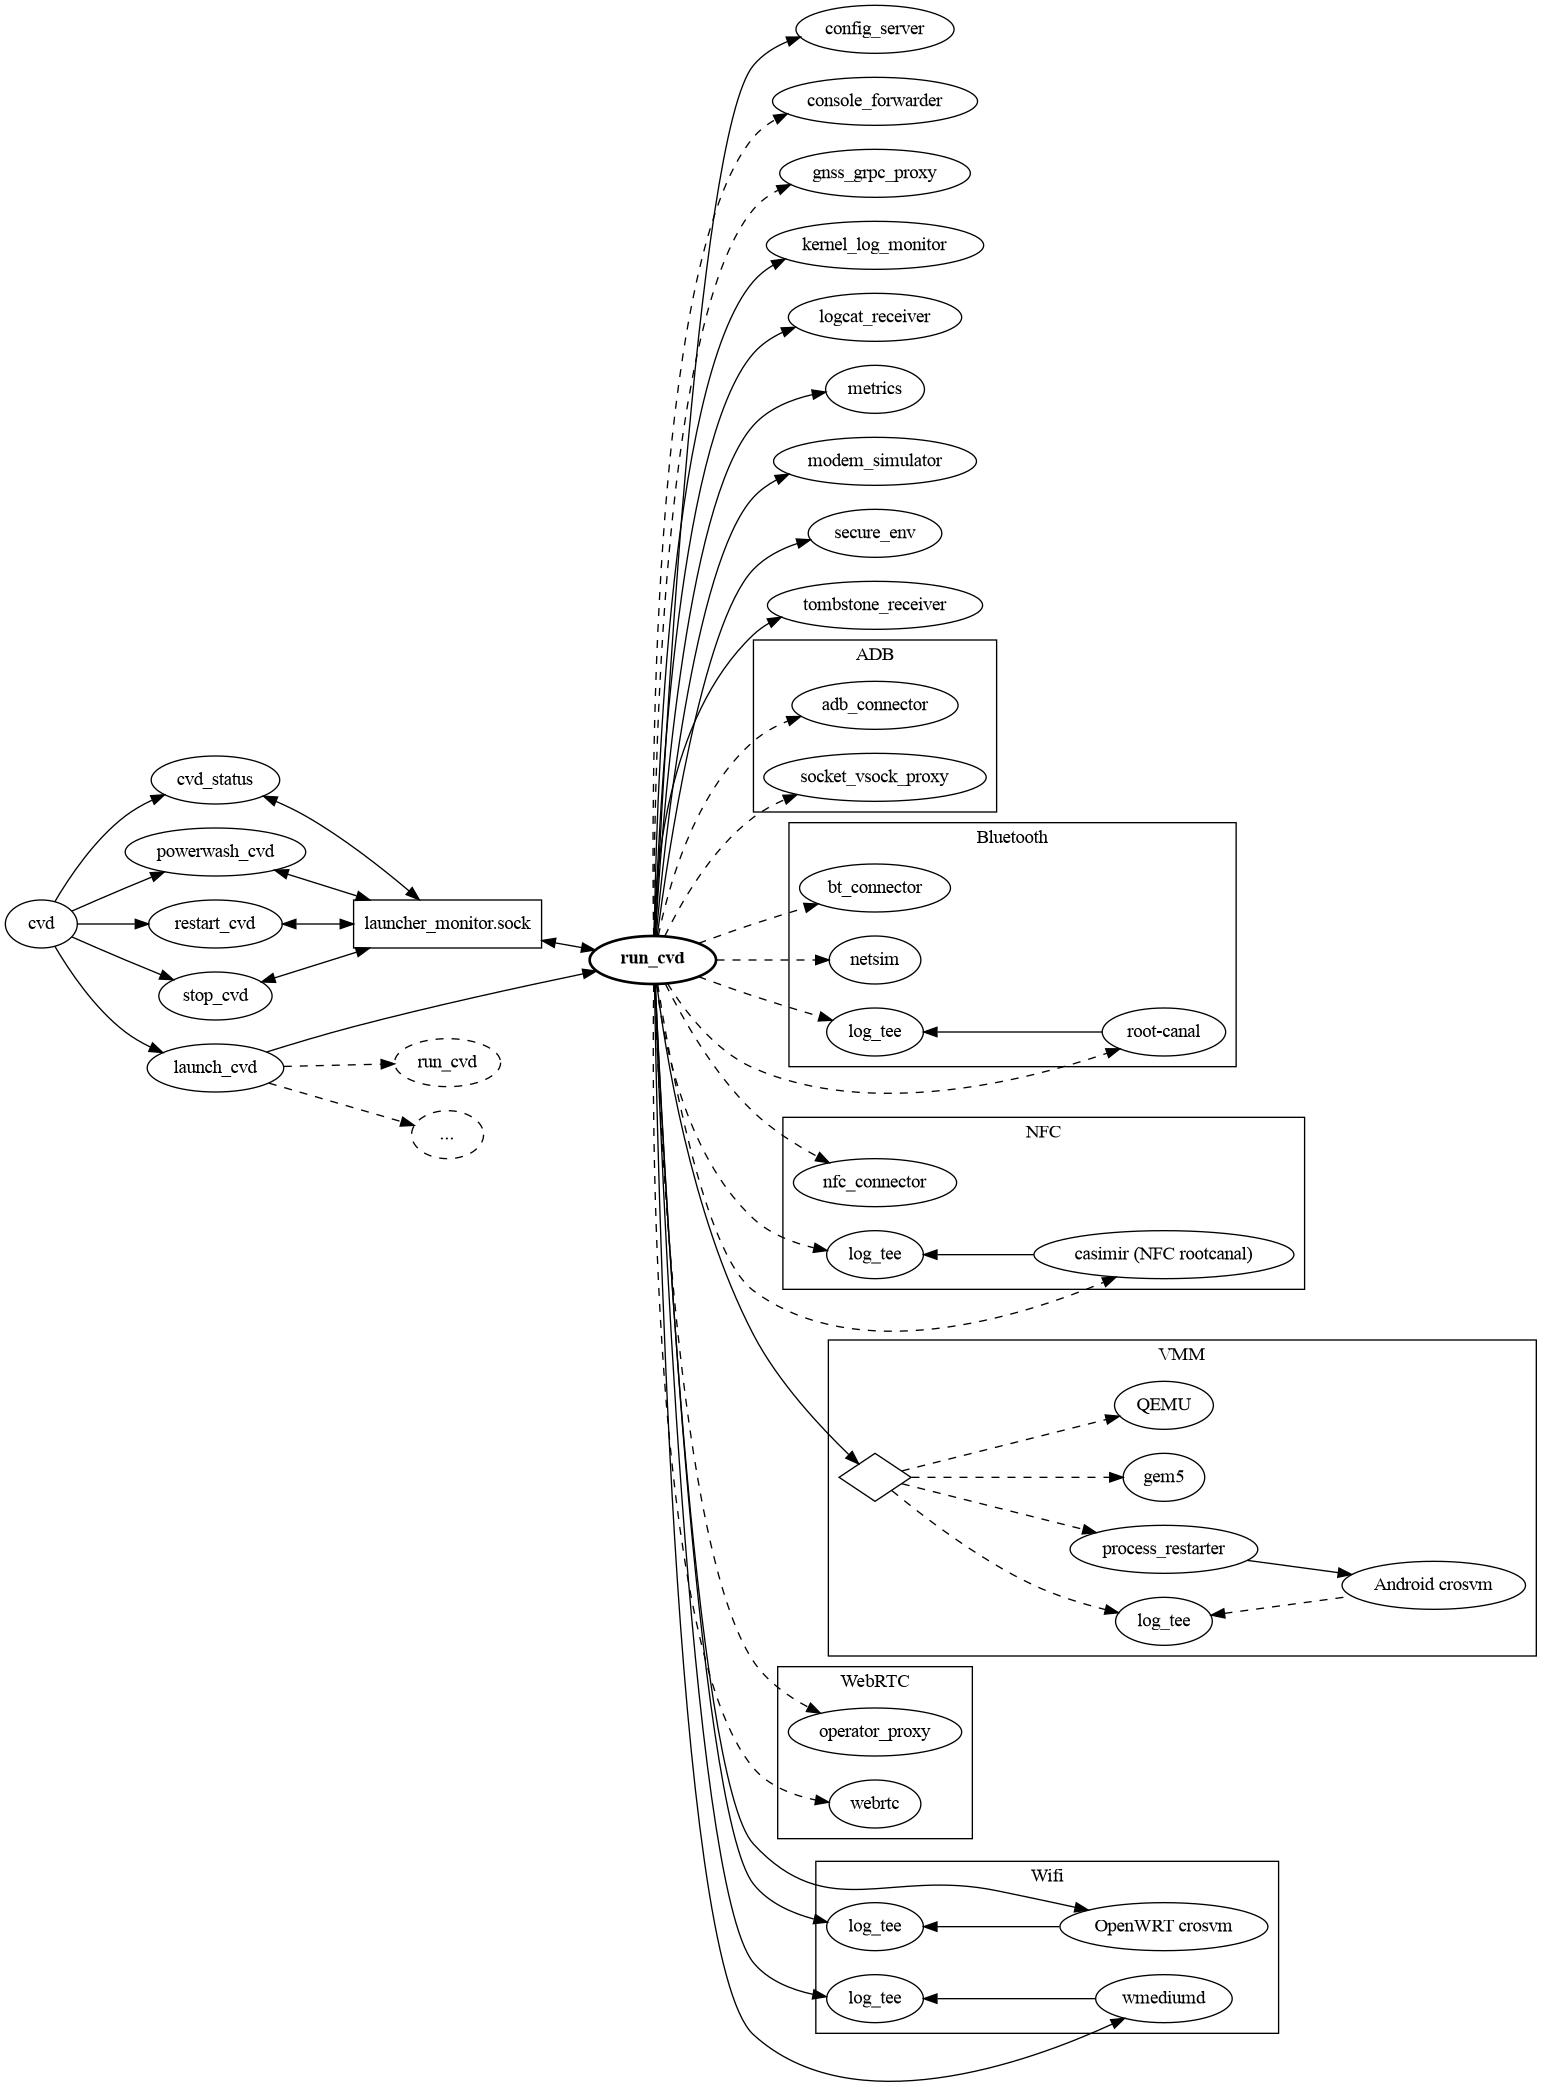 config_server
console_forwarder
gnss_grpc_proxy
kernel_log_monitor
logcat_receiver
metrics
modem_simulator
secure_env
tombstone_receiver
ADB
adb_connector
socket_vsock_proxy
cvd_status
powerwash_cvd
cvd
restart_cvd
launcher_monitor.sock
stop_cvd
run_cvd
launch_cvd
run_cvd
...
Bluetooth
bt_connector
netsim
log_tee
root-canal
NFC
nfc_connector
log_tee
casimir (NFC rootcanal)
VMM
QEMU
gem5
process_restarter
Android crosvm
log_tee
WebRTC
operator_proxy
webrtc
Wifi
log_tee
OpenWRT crosvm
log_tee
wmediumd